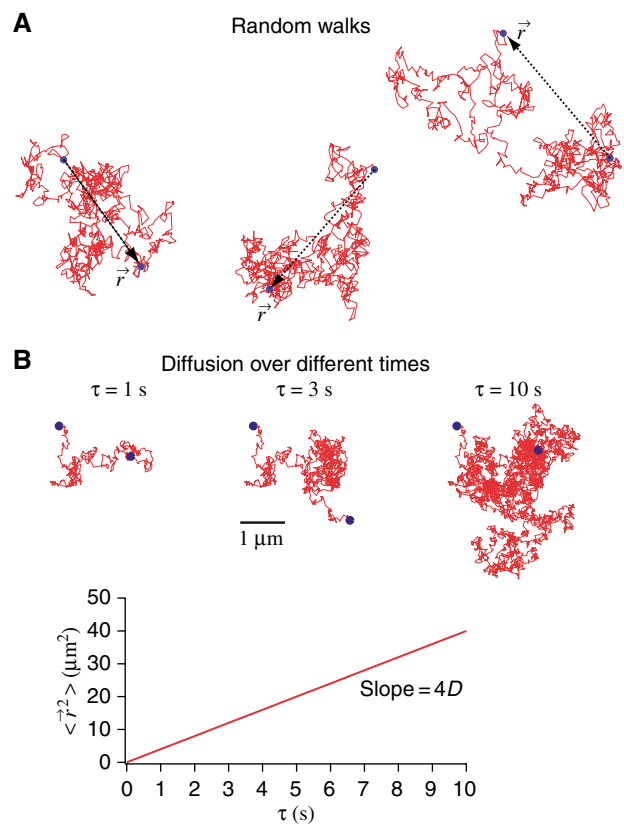 A
Random walks
r⃗
r⃗
r⃗
B
Diffusion over different times
τ = 1 s
τ = 3 s
τ = 10 s
1 μm
50
40
30
20
10
0
< r⃗ ² > (μm²)
Slope = 4D
0 1 2 3 4 5 6 7 8 9 10
τ (s)